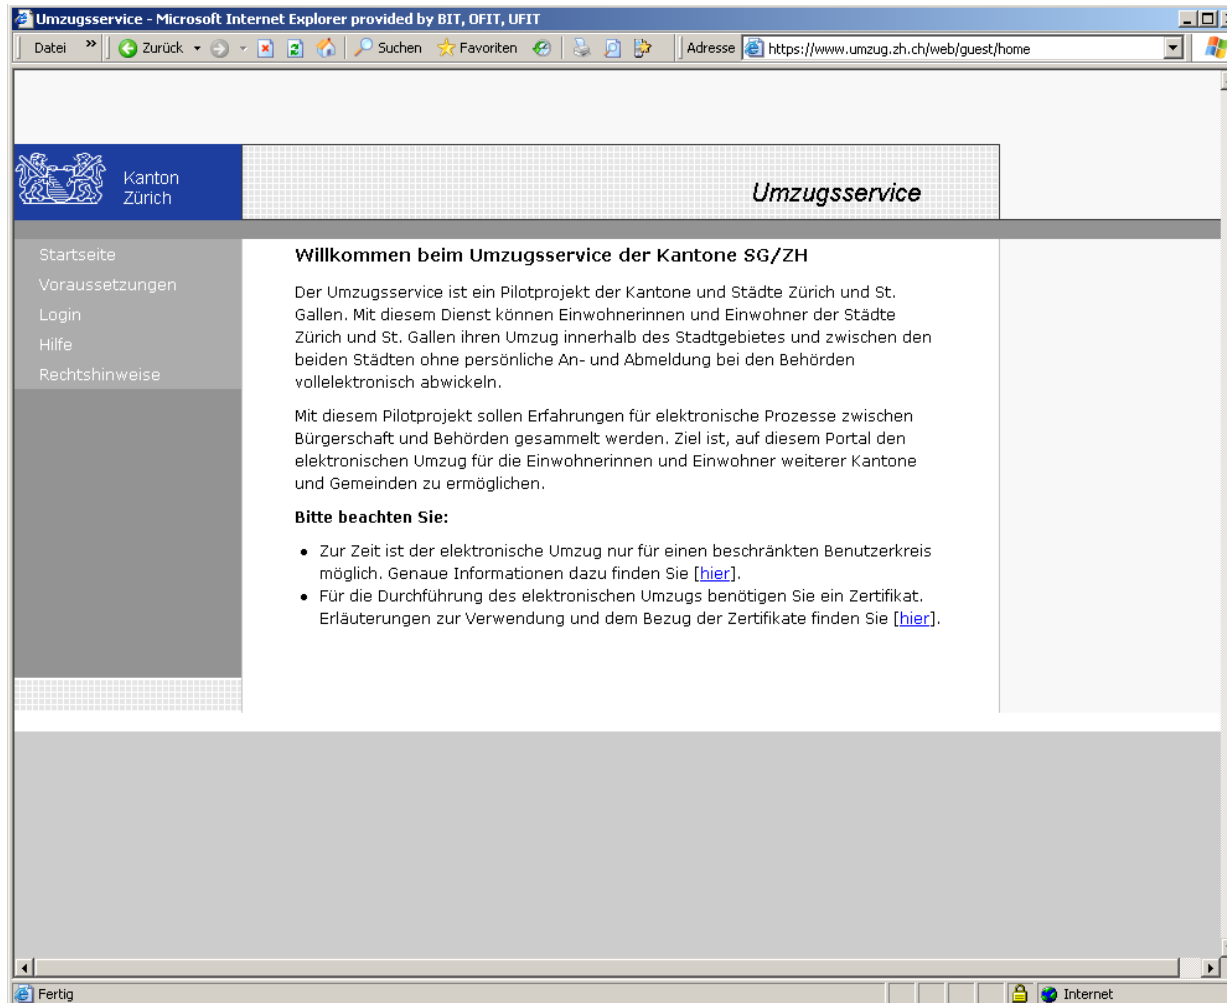 Umzugsservice - Microsoft Internet Explorer provided by BIT, OFIT, UFIT
Datei » Zurück Suchen Favoriten Adresse https://www.umzug.zh.ch/web/guest/home
Kanton
Zürich
Umzugsservice
Startseite
Voraussetzungen
Login
Hilfe
Rechtshinweise
Willkommen beim Umzugsservice der Kantone SG/ZH
Der Umzugsservice ist ein Pilotprojekt der Kantone und Städte Zürich und St.
Gallen. Mit diesem Dienst können Einwohnerinnen und Einwohner der Städte
Zürich und St. Gallen ihren Umzug innerhalb des Stadtgebietes und zwischen den
beiden Städten ohne persönliche An- und Abmeldung bei den Behörden
vollelektronisch abwickeln.
Mit diesem Pilotprojekt sollen Erfahrungen für elektronische Prozesse zwischen
Bürgerschaft und Behörden gesammelt werden. Ziel ist, auf diesem Portal den
elektronischen Umzug für die Einwohnerinnen und Einwohner weiterer Kantone
und Gemeinden zu ermöglichen.
Bitte beachten Sie:
• Zur Zeit ist der elektronische Umzug nur für einen beschränkten Benutzerkreis
möglich. Genaue Informationen dazu finden Sie [hier].
• Für die Durchführung des elektronischen Umzugs benötigen Sie ein Zertifikat.
Erläuterungen zur Verwendung und dem Bezug der Zertifikate finden Sie [hier].
Fertig Internet